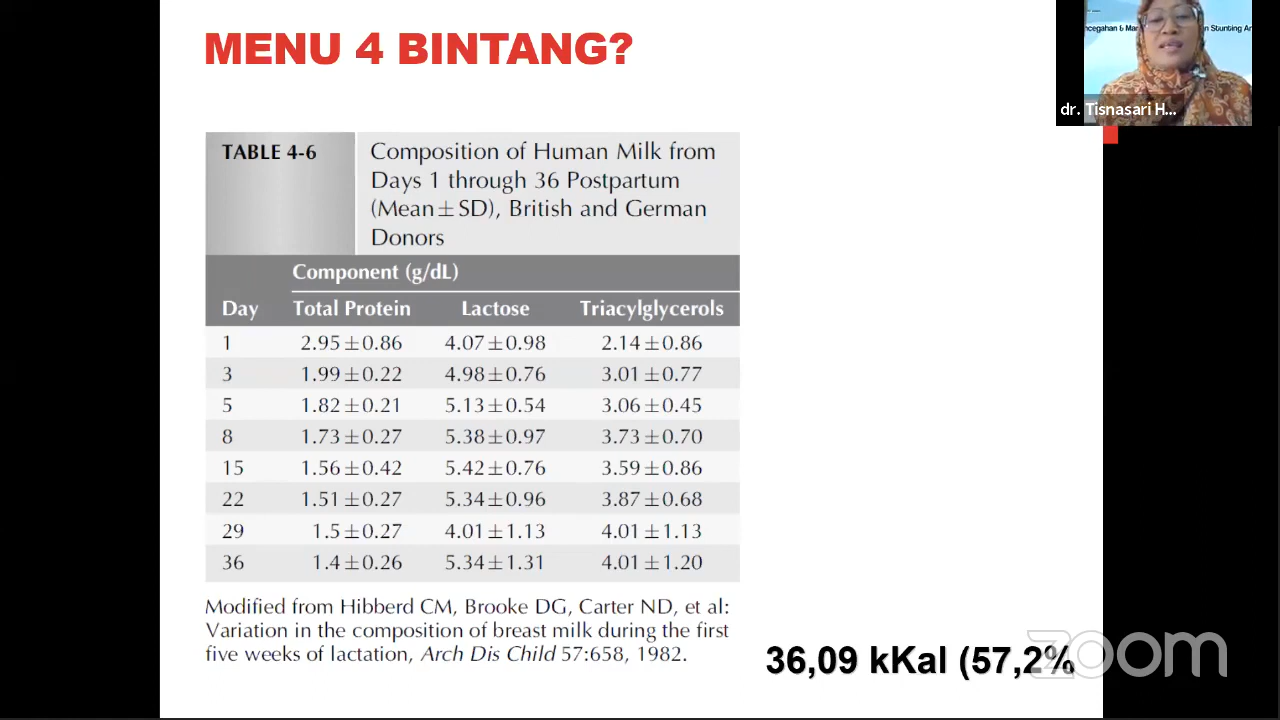 MENU 4 BINTANG?
TABLE 4-6
Composition of Human Milk from
Days 1 through 36 Postpartum
(Mean±SD), British and German
Donors
Component (g/dL)
Day Total Protein Lactose Triacylglycerols
1 2.95±0.86 4.07±0.98 2.14±0.86
3 1.99±0.22 4.98±0.76 3.01±0.77
5 1.82±0.21 5.13±0.54 3.06±0.45
8 1.73±0.27 5.38±0.97 3.73±0.70
15 1.56±0.42 5.42±0.76 3.59±0.86
22 1.51±0.27 5.34±0.96 3.87±0.68
29 1.5±0.27 4.01±1.13 4.01±1.13
36 1.4±0.26 5.34±1.31 4.01±1.20
Modified from Hibberd CM, Brooke DG, Carter ND, et al:
Variation in the composition of breast milk during the first
five weeks of lactation, Arch Dis Child 57:658, 1982.
36,09 kKal (57,2%
zoom
Stunting
dr. Tisnasari H...